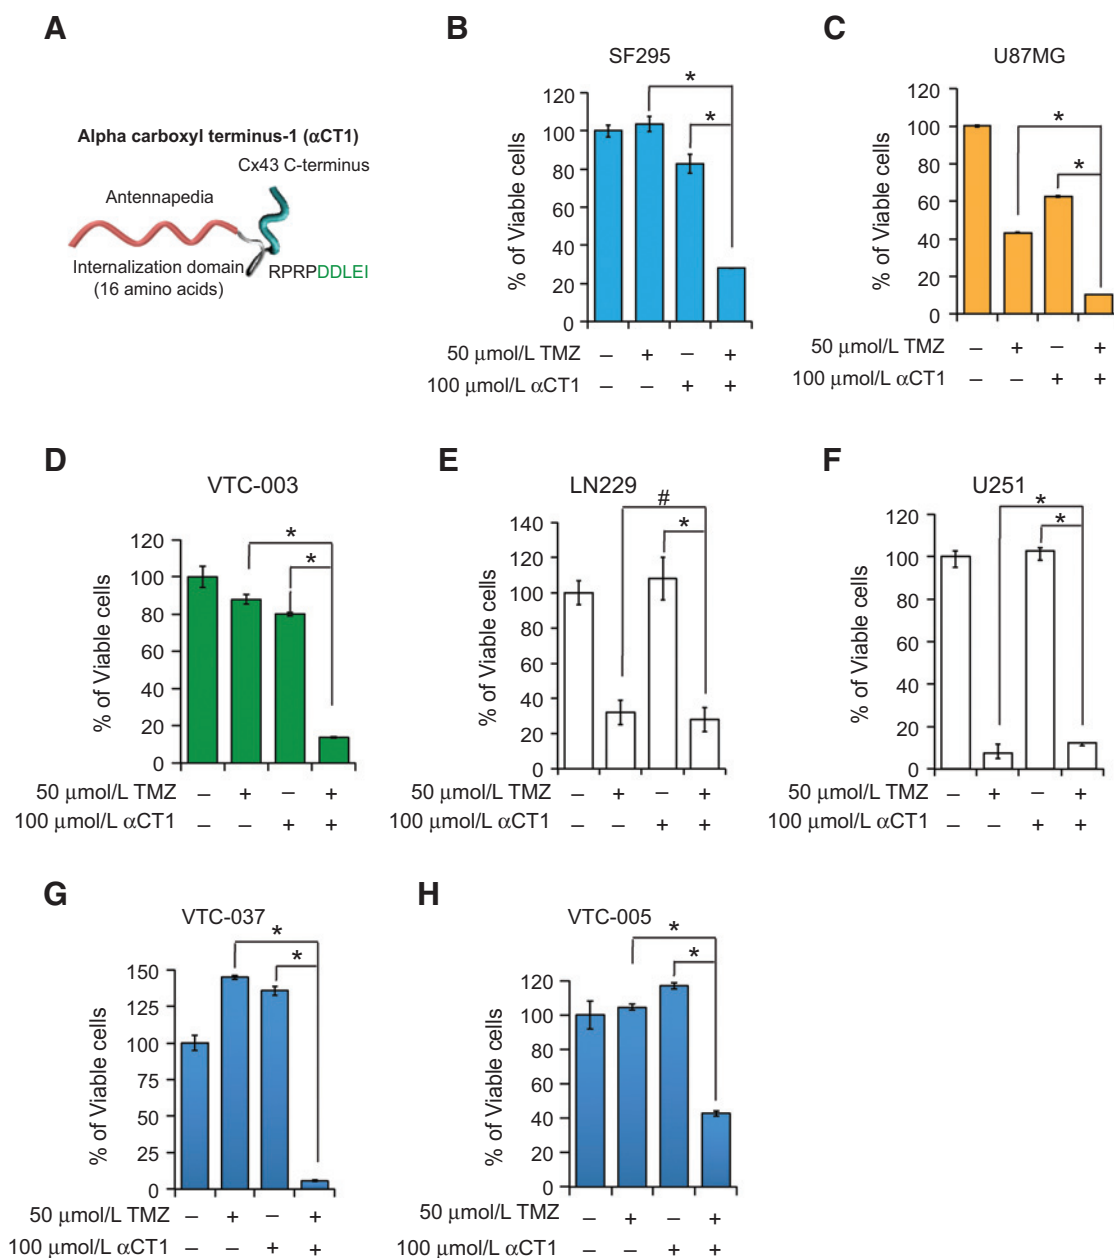 A
Alpha carboxyl terminus-1 (αCT1)
Cx43 C-terminus
Antennapedia
Internalization domain
(16 amino acids)
RPRPDDLEI
B
SF295
% of Viable cells
120
100
80
60
40
20
0
*
*
50 μmol/L TMZ – + – +
100 μmol/L αCT1 – – + +
C
U87MG
% of Viable cells
120
100
80
60
40
20
0
*
*
50 μmol/L TMZ – + – +
100 μmol/L αCT1 – – + +
D
VTC-003
% of Viable cells
120
100
80
60
40
20
0
*
*
50 μmol/L TMZ – + – +
100 μmol/L αCT1 – – + +
E
LN229
% of Viable cells
140
120
100
80
60
40
20
0
#
*
50 μmol/L TMZ – + – +
100 μmol/L αCT1 – – + +
F
U251
% of Viable cells
120
100
80
60
40
20
0
*
*
50 μmol/L TMZ – + – +
100 μmol/L αCT1 – – + +
G
VTC-037
% of Viable cells
150
125
100
75
50
25
0
*
*
50 μmol/L TMZ – + – +
100 μmol/L αCT1 – – + +
H
VTC-005
% of Viable cells
120
100
80
60
40
20
0
*
*
50 μmol/L TMZ – + – +
100 μmol/L αCT1 – – + +